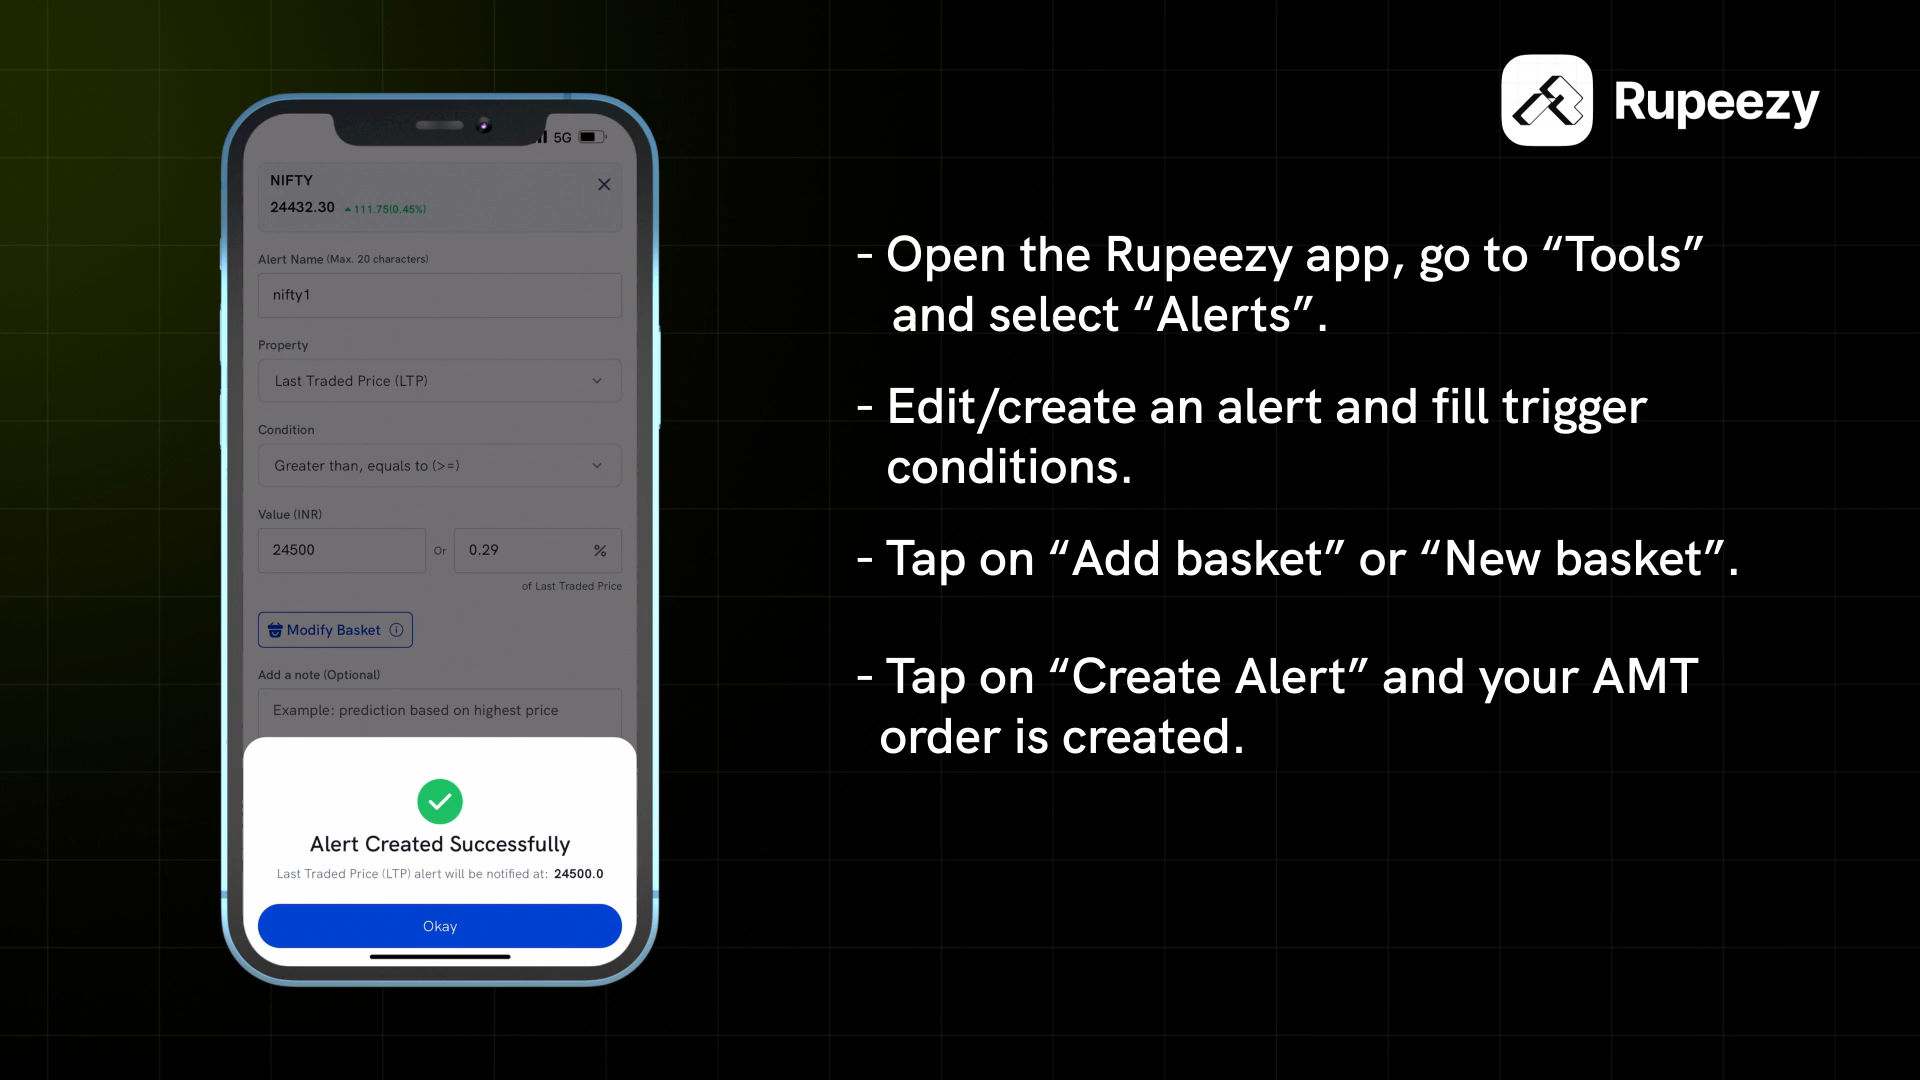 5G
NIFTY
24432.30 111.75(0.45%)
Alert Name (Max. 20 characters)
nifty1
Property
Last Traded Price (LTP)
Condition
Greater than, equals to (>=)
Value (INR)
24500 Or 0.29 %
of Last Traded Price
Modify Basket
Add a note (Optional)
Example: prediction based on highest price
Alert Created Successfully
Last Traded Price (LTP) alert will be notified at: 24500.0
Okay
Rupeezy
- Open the Rupeezy app, go to “Tools”
and select “Alerts”.
- Edit/create an alert and fill trigger
conditions.
- Tap on “Add basket” or “New basket”.
- Tap on “Create Alert” and your AMT
order is created.